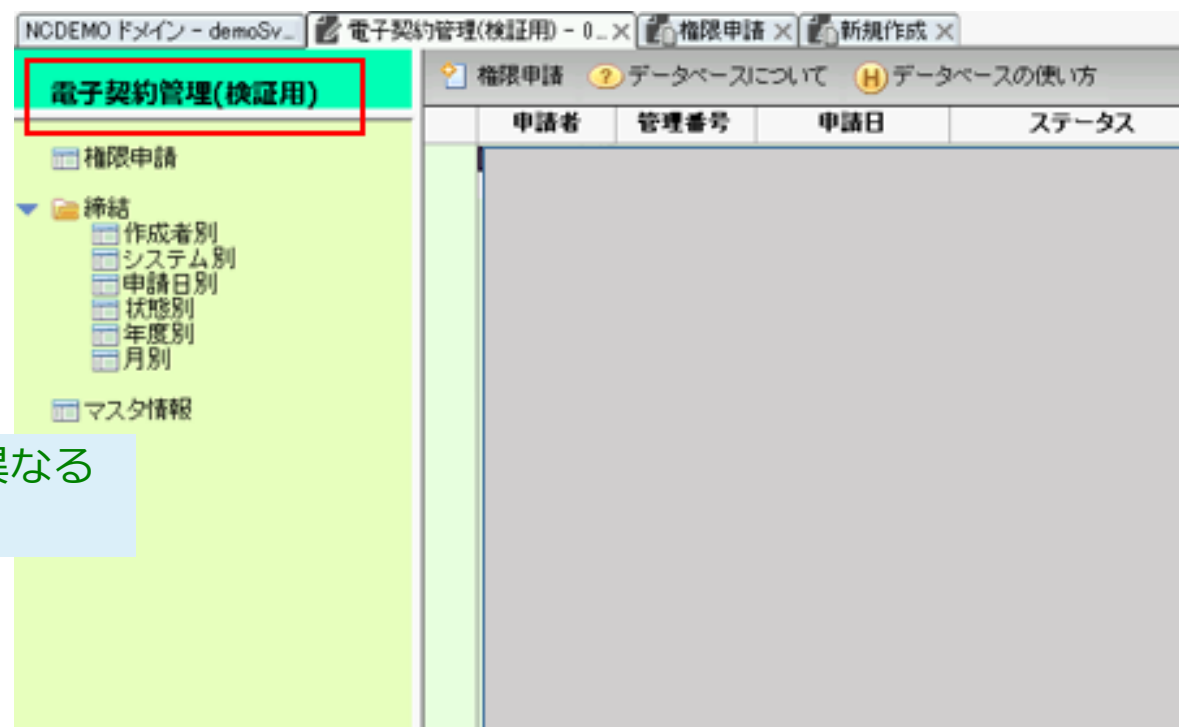 NCDEMO ドメイン - demoSv... 電子契約管理(検証用) - 0... 権限申請 新規作成
電子契約管理(検証用)
権限申請 データベースについて データベースの使い方
申請者 管理番号 申請日 ステータス
権限申請
締結
作成者別
システム別
申請日別
状態別
年度別
月別
マスタ情報
異なる